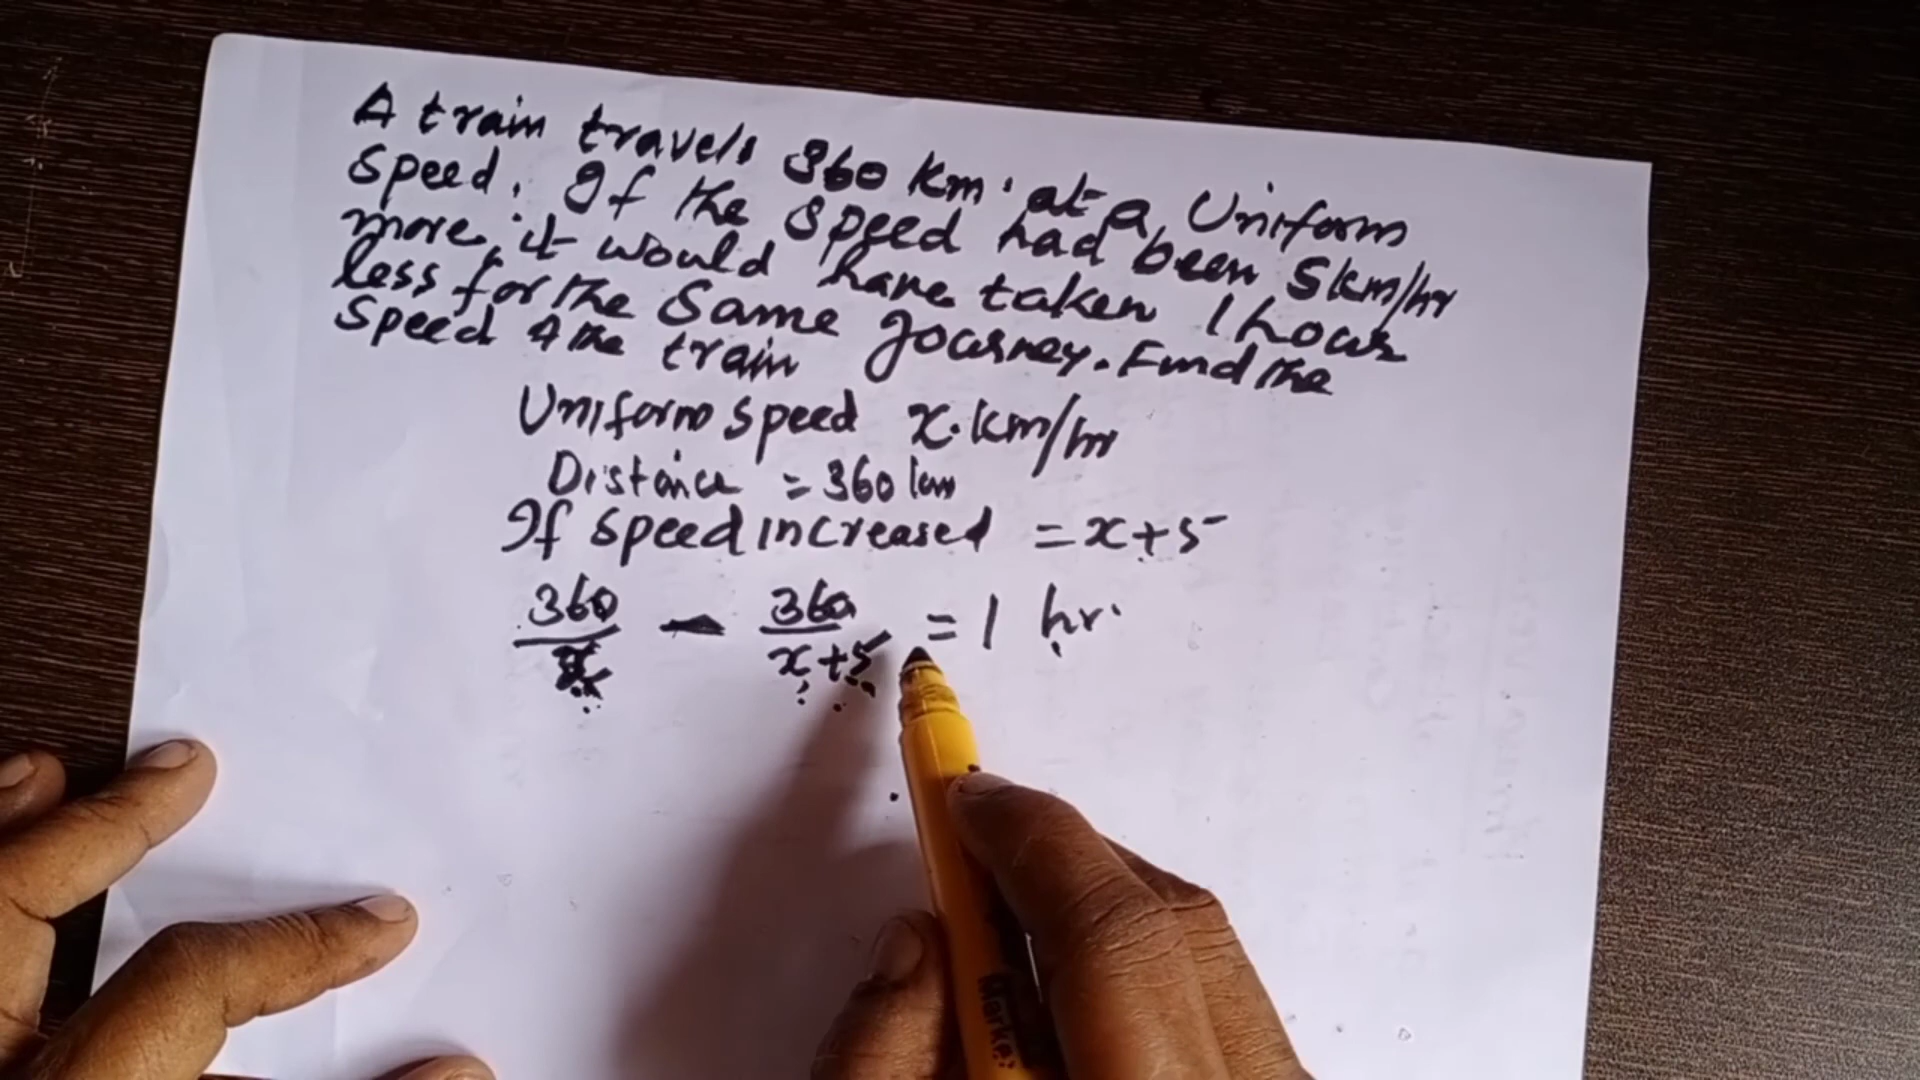 A train travels 360 km. at a Uniform
speed. If the speed had been 5km/hr
more, it would have taken 1 hour
less for the same journey. Find the
speed of the train
Uniform speed x. km/hr
Distance = 360 km
If speed increased = x+5
360/x - 360/x+5 = 1 hr.
Marker